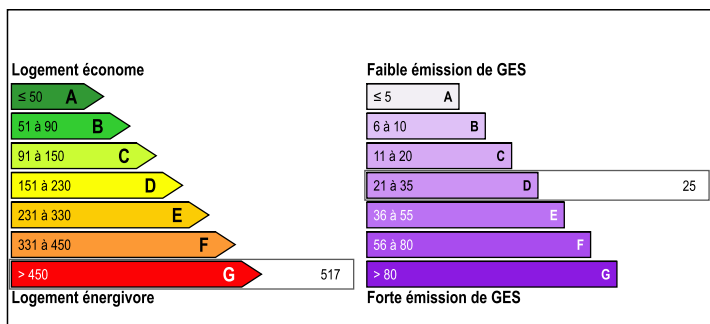 Logement économe
≤ 50 A
51 à 90 B
91 à 150 C
151 à 230 D
231 à 330 E
331 à 450 F
> 450 G 517
Logement énergivore
Faible émission de GES
≤ 5 A
6 à 10 B
11 à 20 C
21 à 35 D 25
36 à 55 E
56 à 80 F
> 80 G
Forte émission de GES